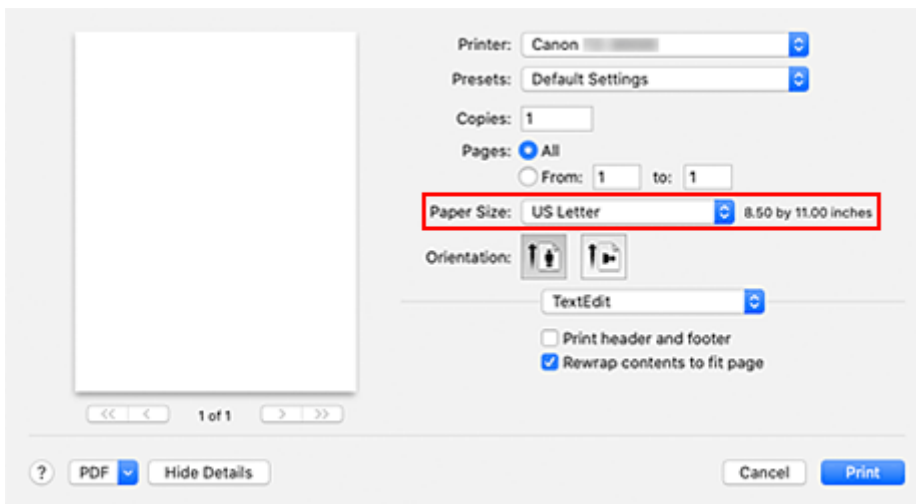 Printer: Canon
Presets: Default Settings
Copies: 1
Pages: All
From: 1 to: 1
Paper Size: US Letter 8.50 by 11.00 inches
Orientation:
TextEdit
Print header and footer
Rewrap contents to fit page
<< < 1 of 1 > >>
? PDF Hide Details Cancel Print